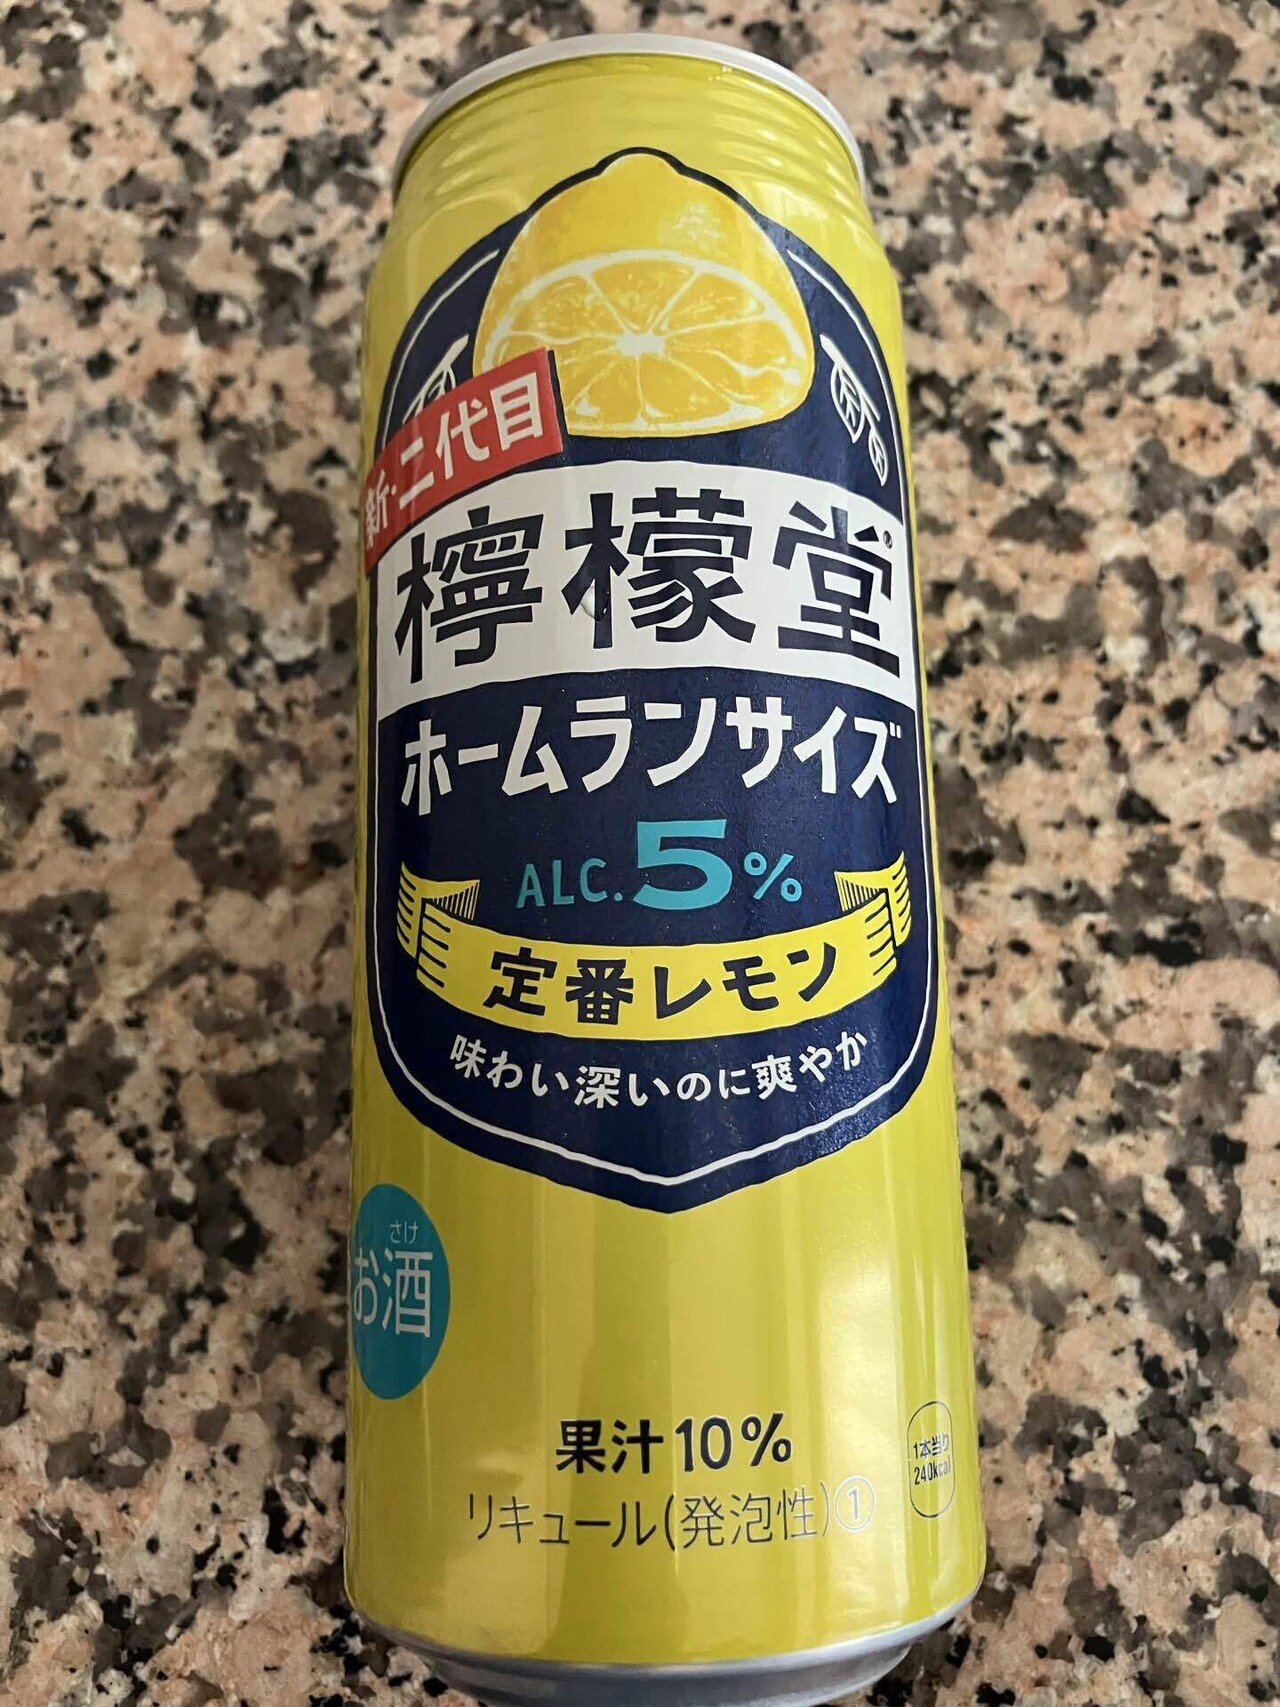 新・二代目
檸檬堂
ホームランサイズ
ALC.5%
定番レモン
味わい深いのに爽やか
さけ
お酒
果汁10%
1本当り
240kcal
リキュール(発泡性)①